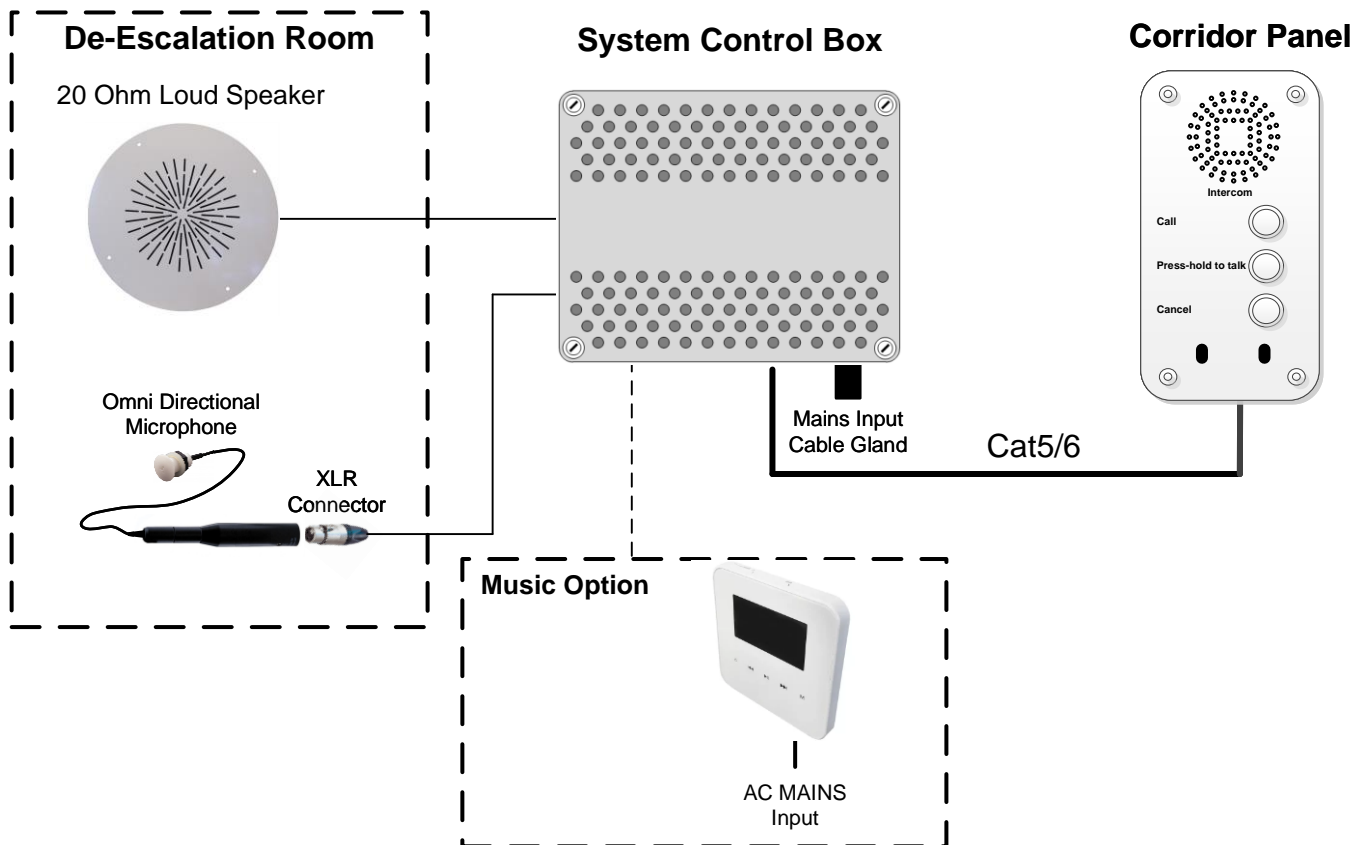 De-Escalation Room
20 Ohm Loud Speaker
Omni Directional
Microphone
XLR
Connector
System Control Box
Mains Input
Cable Gland
Cat5/6
Corridor Panel
Intercom
Call
Press-hold to talk
Cancel
Music Option
AC MAINS
Input